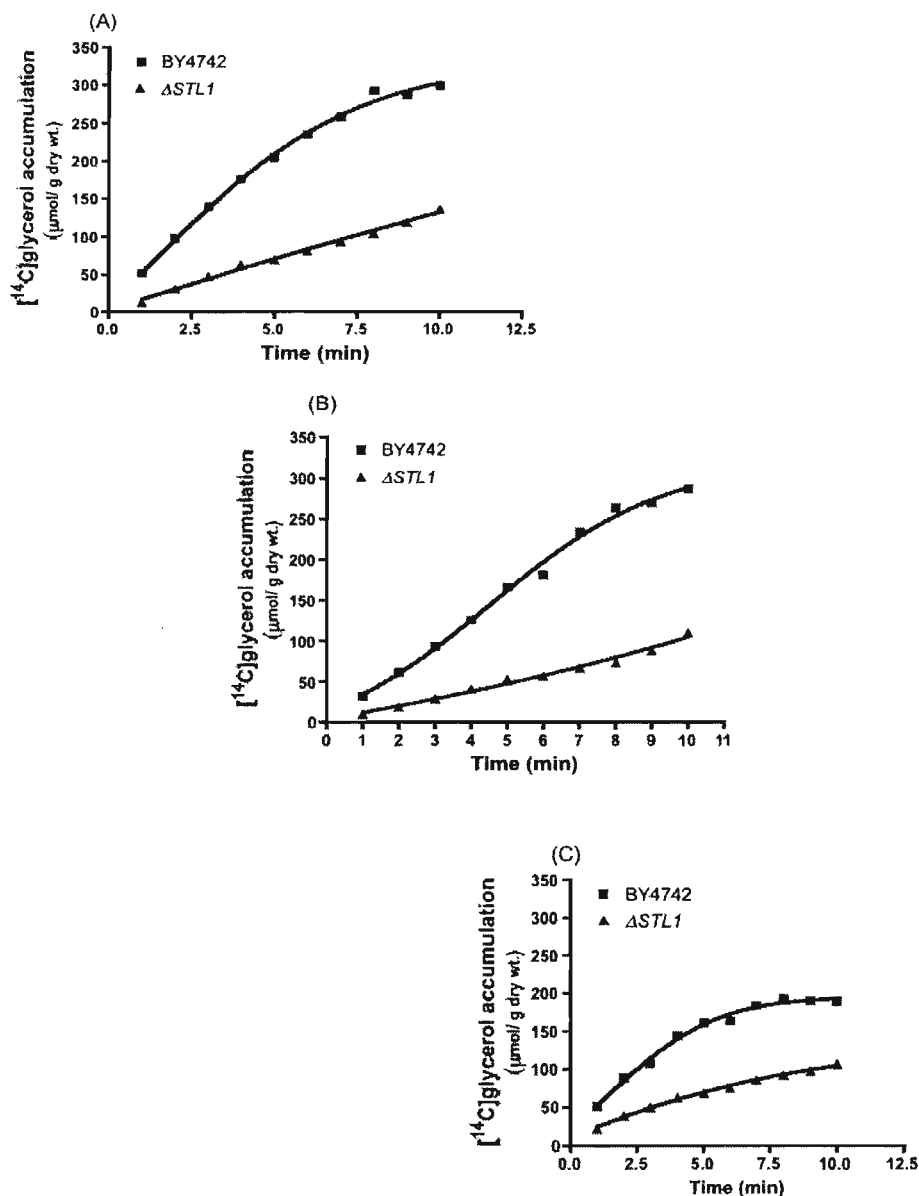 (A)
350
300
250
200
150
100
50
0
BY4742
ΔSTL1
[¹⁴C]glycerol accumulation
(μmol/ g dry wt.)
0.0 2.5 5.0 7.5 10.0 12.5
Time (min)
(B)
350
300
250
200
150
100
50
0
BY4742
ΔSTL1
[¹⁴C]glycerol accumulation
(μmol/ g dry wt.)
0 1 2 3 4 5 6 7 8 9 10 11
Time (min)
(C)
350
300
250
200
150
100
50
0
BY4742
ΔSTL1
[¹⁴C]glycerol accumulation
(μmol/ g dry wt.)
0.0 2.5 5.0 7.5 10.0 12.5
Time (min)